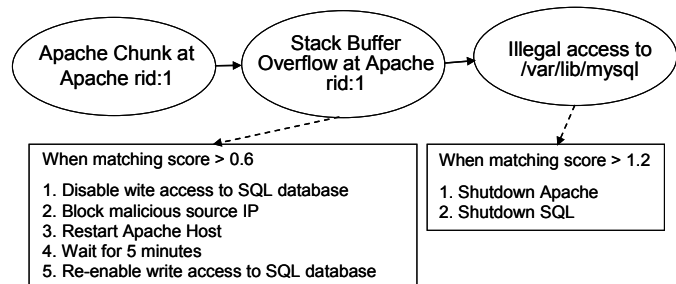 Apache Chunk at
Apache rid:1
Stack Buffer
Overflow at Apache
rid:1
Illegal access to
/var/lib/mysql
When matching score > 0.6
1. Disable wite access to SQL database
2. Block malicious source IP
3. Restart Apache Host
4. Wait for 5 minutes
5. Re-enable write access to SQL database
When matching score > 1.2
1. Shutdown Apache
2. Shutdown SQL